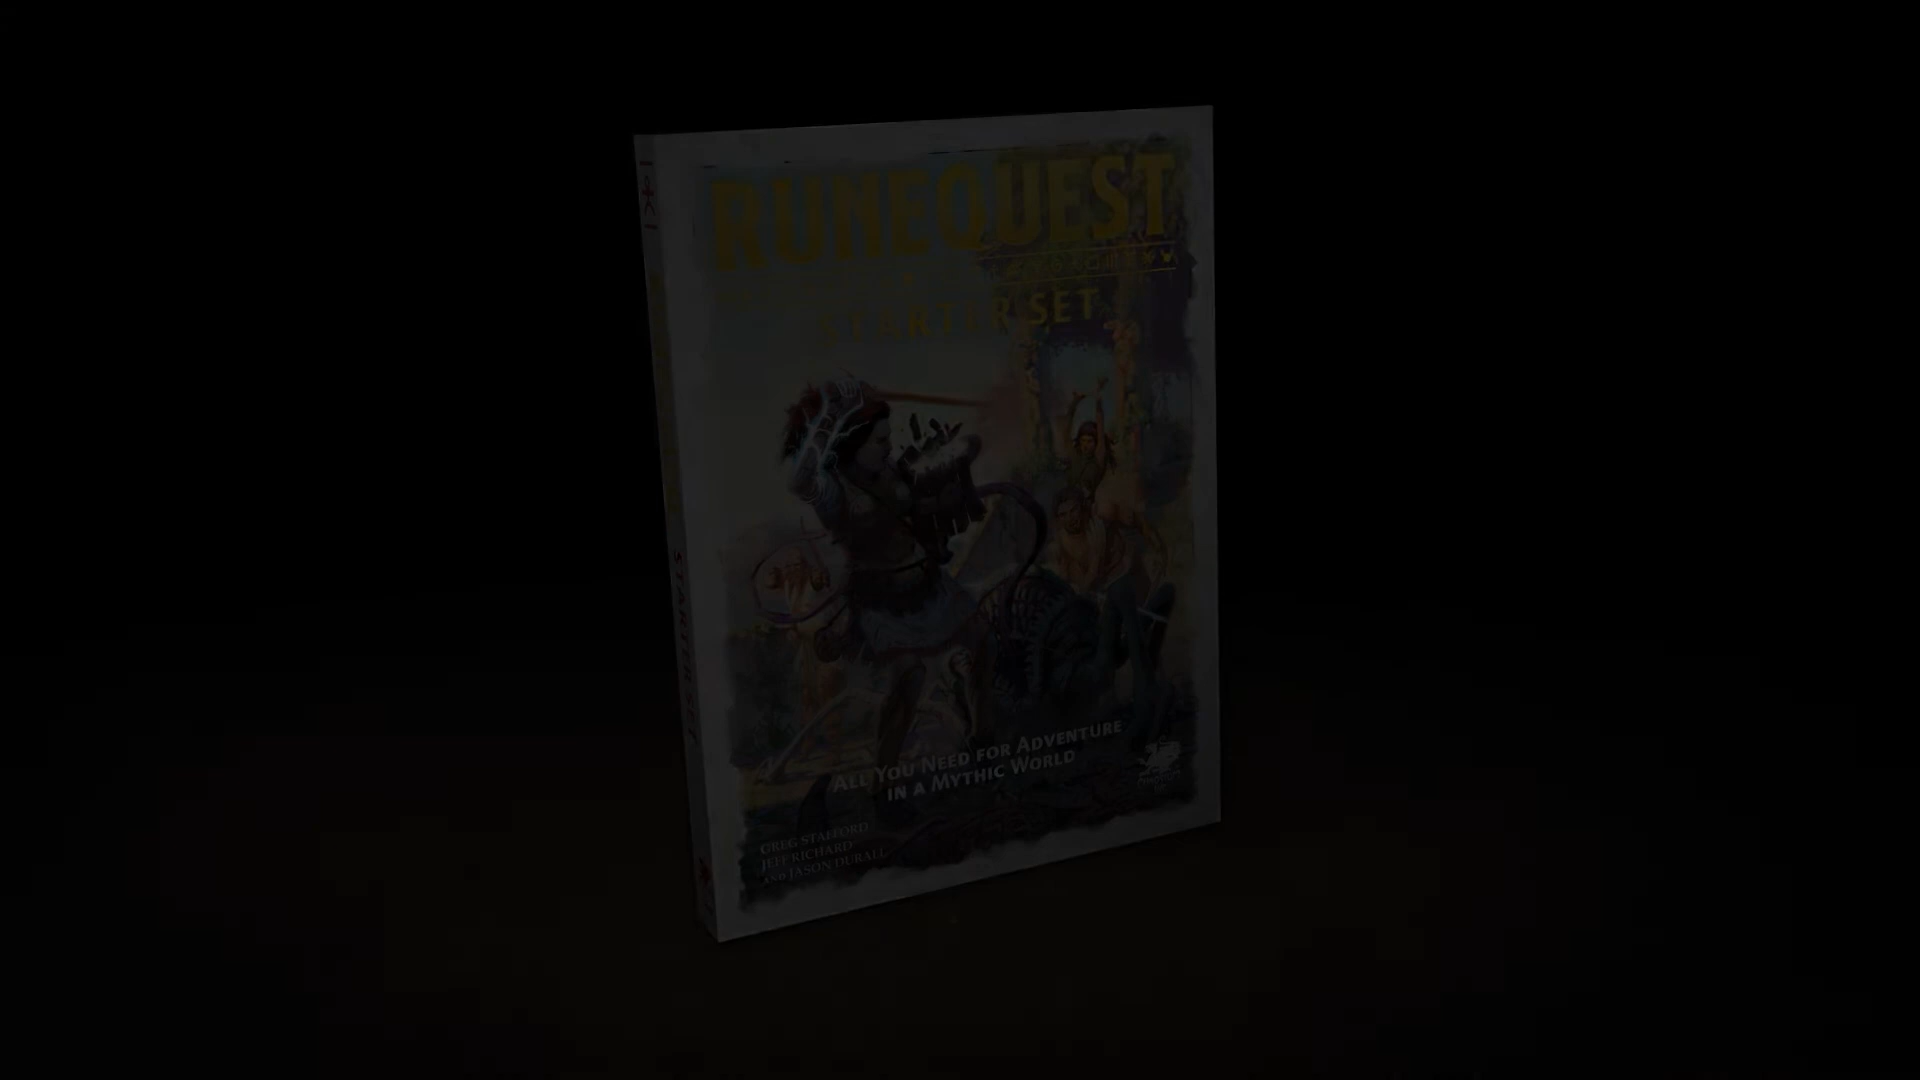 RUNEQUEST
STARTER SET
STARTER SET
ALL YOU NEED FOR ADVENTURE
IN A MYTHIC WORLD
GREG STAFFORD
JEFF RICHARD
AND JASON DURALL